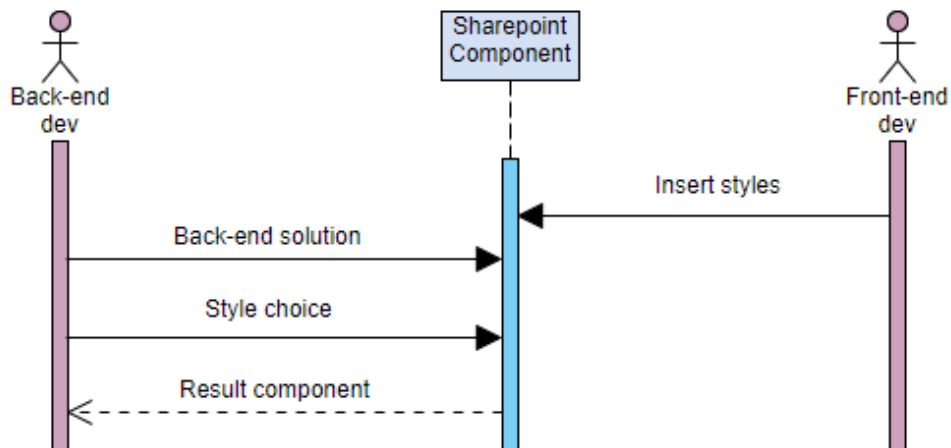 Back-end
dev
Sharepoint
Component
Front-end
dev
Insert styles
Back-end solution
Style choice
Result component